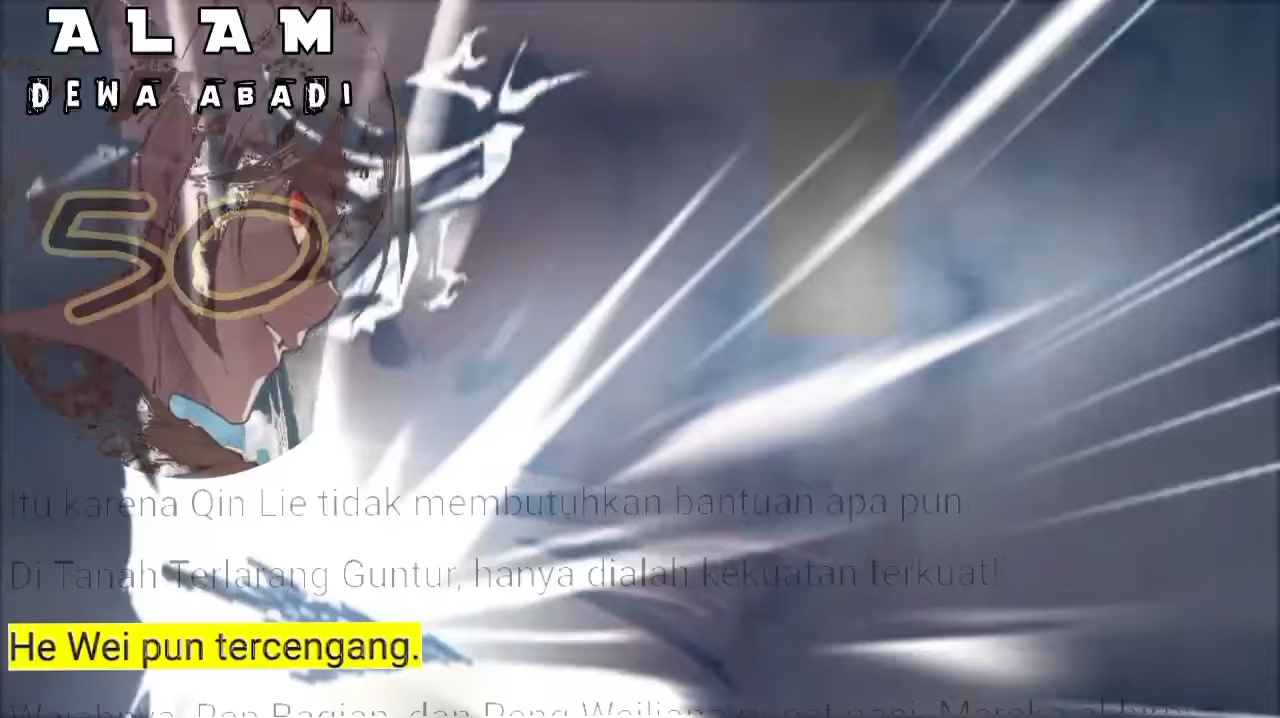 ALAM
DEWA ABADI
50
Itu karena Qin Lie tidak membutuhkan bantuan apa pun.
Di Tanah Terlarang Guntur, hanya dialah kekuatan terkuat!
He Wei pun tercengang.
dan